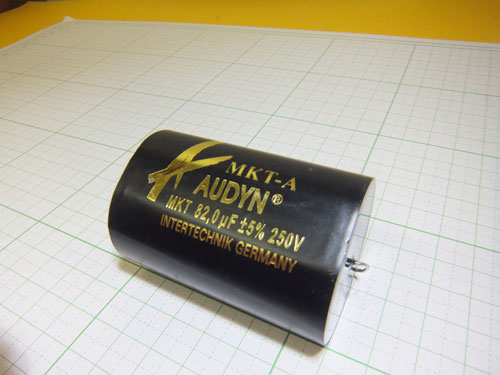 MKT-A
AUDYN®
MKT 82,0µF ±5% 250V
INTERTECHNIK GERMANY